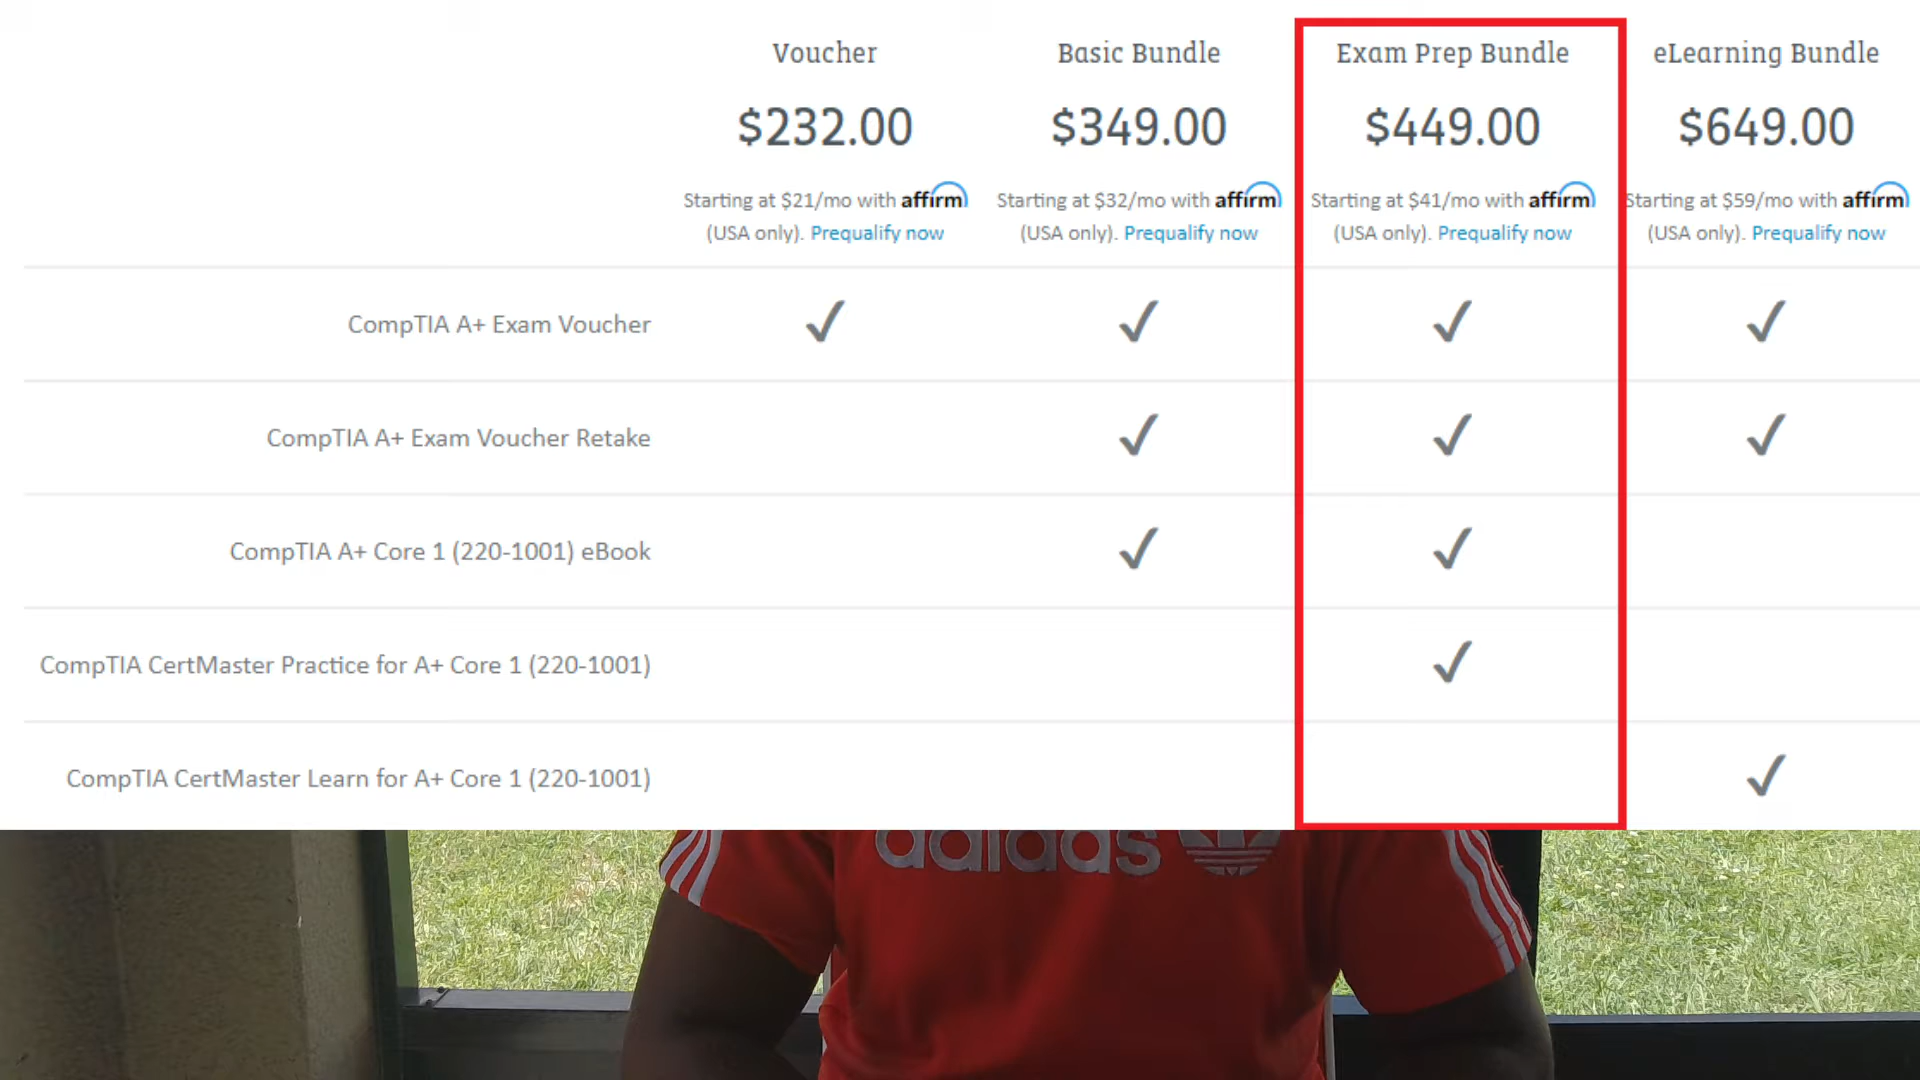 Voucher
Basic Bundle
Exam Prep Bundle
eLearning Bundle
$232.00
$349.00
$449.00
$649.00
Starting at $21/mo with affirm
(USA only). Prequalify now
Starting at $32/mo with affirm
(USA only). Prequalify now
Starting at $41/mo with affirm
(USA only). Prequalify now
Starting at $59/mo with affirm
(USA only). Prequalify now
CompTIA A+ Exam Voucher
CompTIA A+ Exam Voucher Retake
CompTIA A+ Core 1 (220-1001) eBook
CompTIA CertMaster Practice for A+ Core 1 (220-1001)
CompTIA CertMaster Learn for A+ Core 1 (220-1001)
adidas